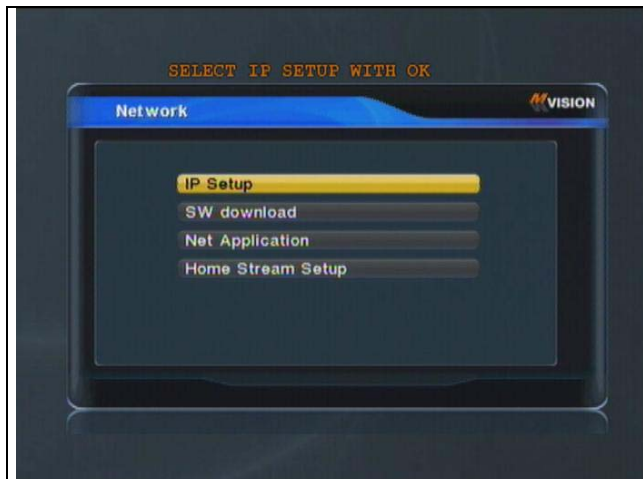 SELECT IP SETUP WITH OK
Network
MVISION
IP Setup
SW download
Net Application
Home Stream Setup